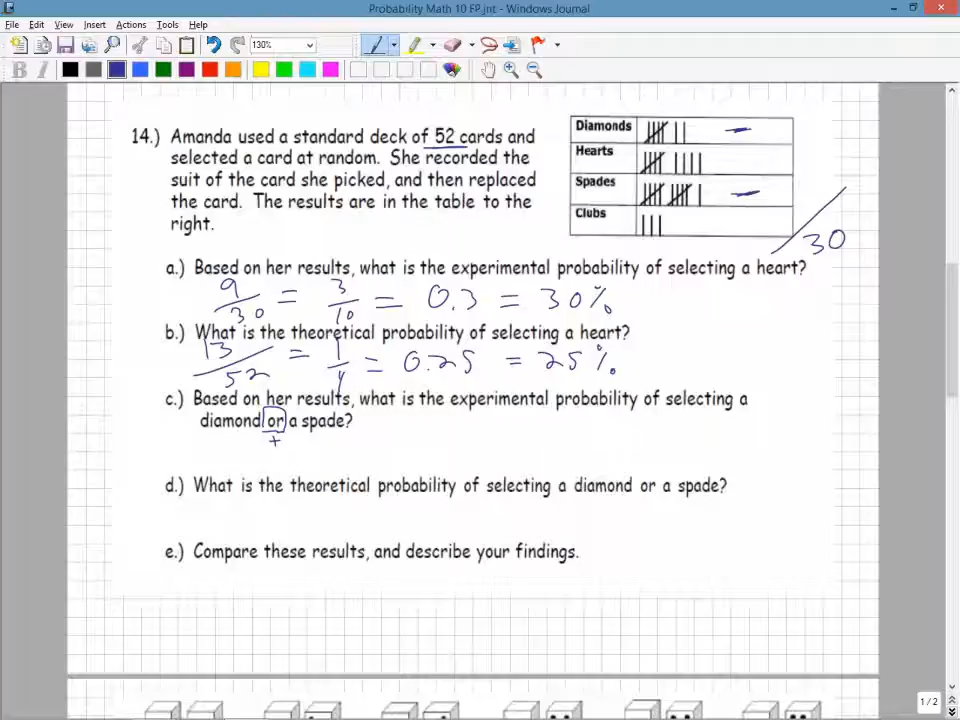 Probability Math 10 FP.jnt - Windows Journal
File Edit View Insert Actions Tools Help
130%
B I
14.) Amanda used a standard deck of 52 cards and
selected a card at random. She recorded the
suit of the card she picked, and then replaced
the card. The results are in the table to the
right.
Diamonds
Hearts
Spades
Clubs
30
a.) Based on her results, what is the experimental probability of selecting a heart?
9/30 = 3/10 = 0.3 = 30%
b.) What is the theoretical probability of selecting a heart?
13/52 = 1/4 = 0.25 = 25%
c.) Based on her results, what is the experimental probability of selecting a
diamond or a spade?
+
d.) What is the theoretical probability of selecting a diamond or a spade?
e.) Compare these results, and describe your findings.
1/2